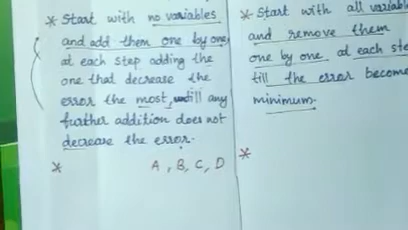 * Start with no variables
and add them one by one,
at each step adding the
one that decrease the
error the most, until any
further addition does not
decrease the error.
* A, B, C, D
* Start with all
and remove them
one by one at each
till the error
minimum.
*